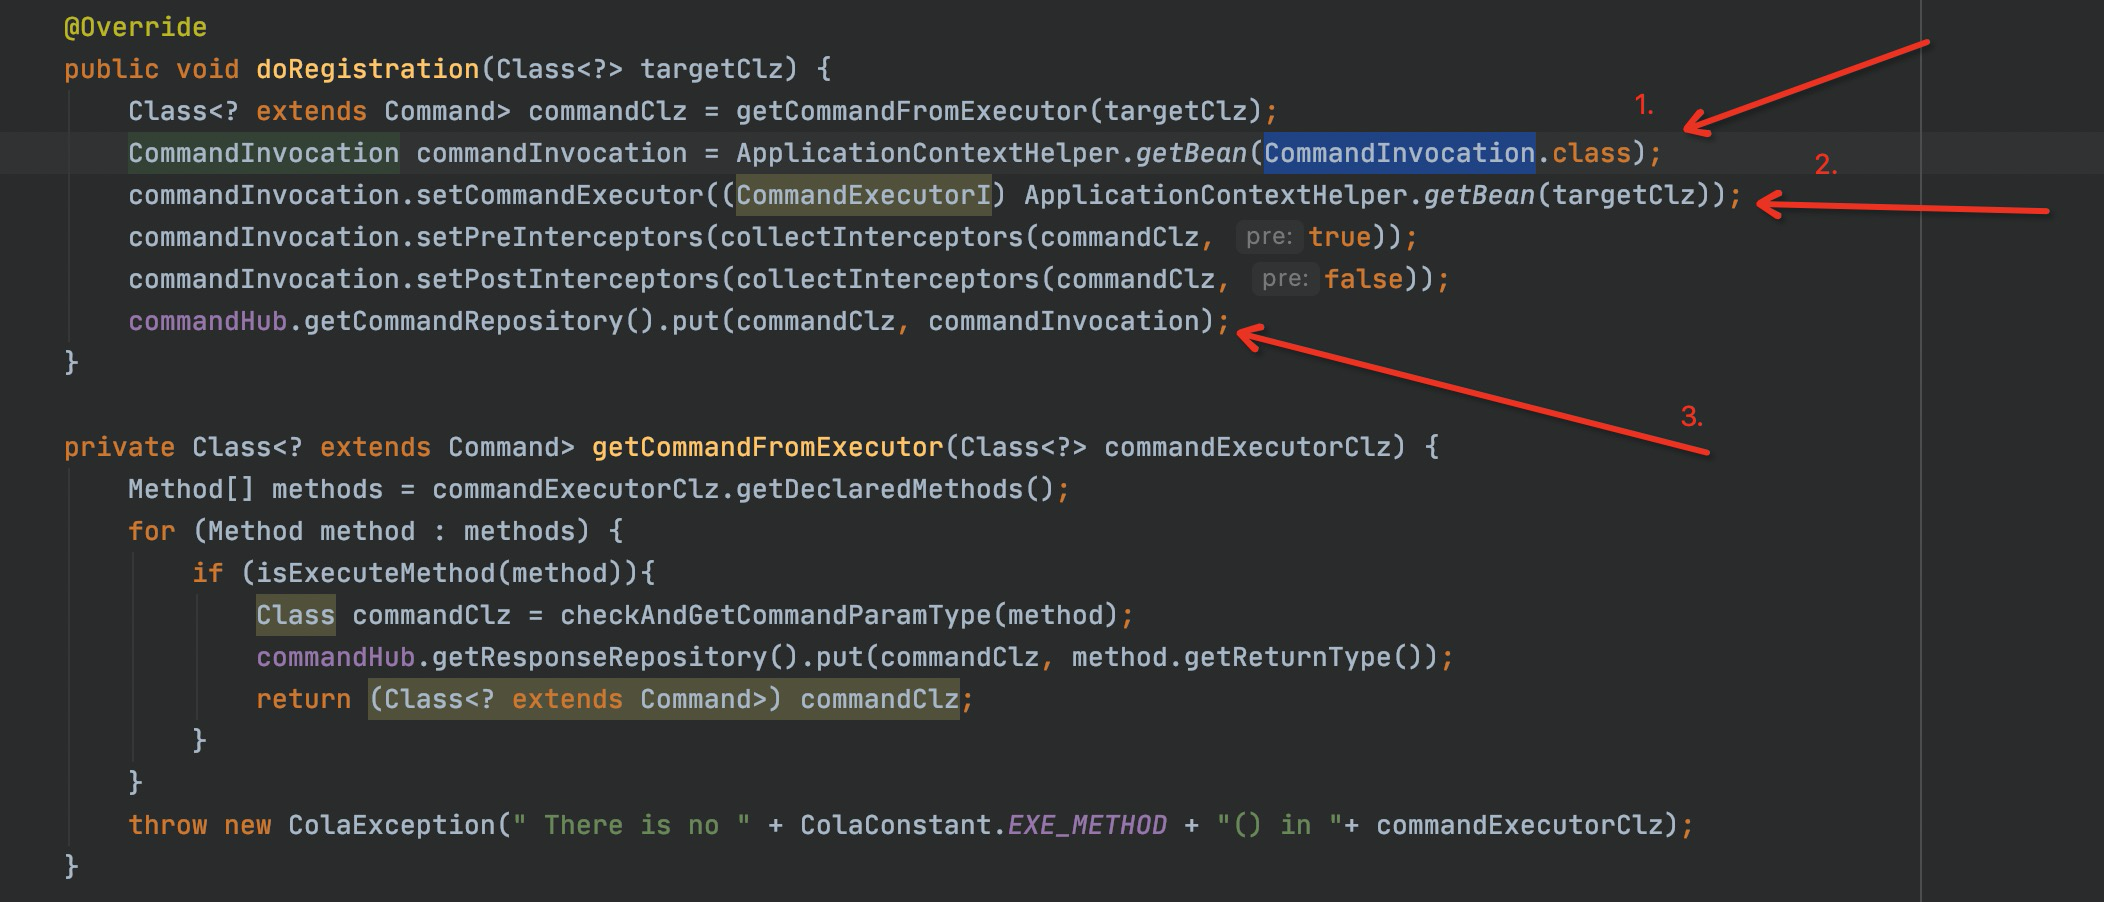 @Override
public void doRegistration(Class<?> targetClz) {
Class<? extends Command> commandClz = getCommandFromExecutor(targetClz);
1.
CommandInvocation commandInvocation = ApplicationContextHelper.getBean(CommandInvocation.class);
2.
commandInvocation.setCommandExecutor((CommandExecutorI) ApplicationContextHelper.getBean(targetClz));
commandInvocation.setPreInterceptors(collectInterceptors(commandClz, pre: true));
commandInvocation.setPostInterceptors(collectInterceptors(commandClz, pre: false));
commandHub.getCommandRepository().put(commandClz, commandInvocation);
}
3.
private Class<? extends Command> getCommandFromExecutor(Class<?> commandExecutorClz) {
Method[] methods = commandExecutorClz.getDeclaredMethods();
for (Method method : methods) {
if (isExecuteMethod(method)){
Class commandClz = checkAndGetCommandParamType(method);
commandHub.getResponseRepository().put(commandClz, method.getReturnType());
return (Class<? extends Command>) commandClz;
}
}
throw new ColaException(" There is no " + ColaConstant.EXE_METHOD + "() in "+ commandExecutorClz);
}